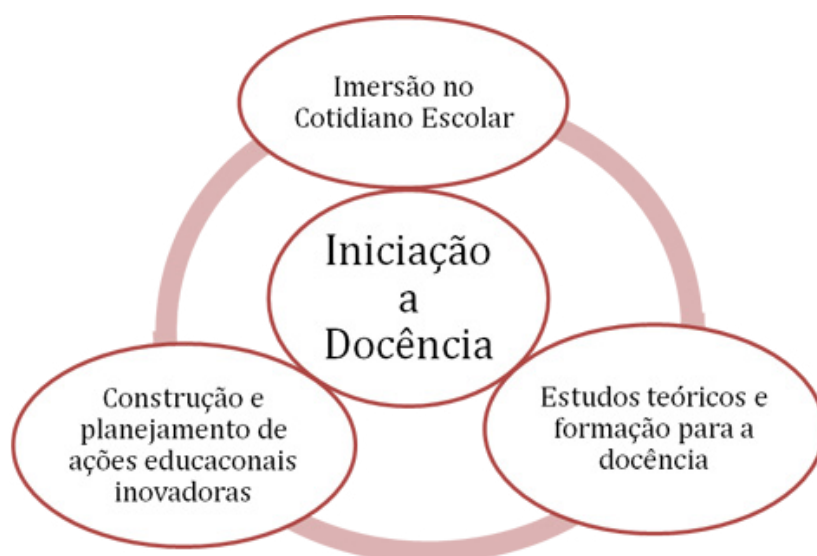 Imersão no
Cotidiano Escolar
Iniciação
a
Docência
Construção e
planejamento de
ações educaconais
inovadoras
Estudos teóricos e
formação para a
docência